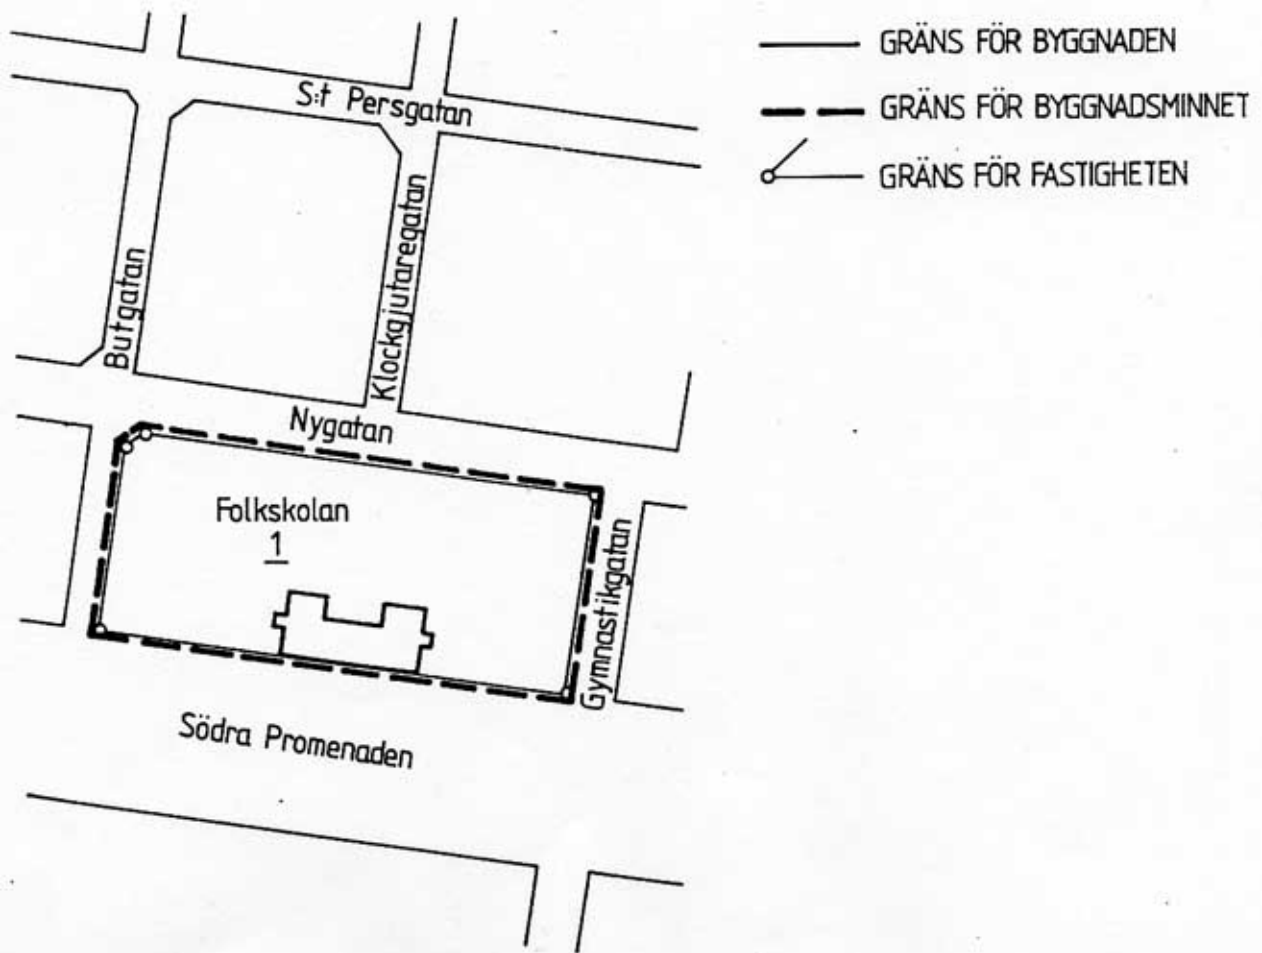 GRÄNS FÖR BYGGNADEN
GRÄNS FÖR BYGGNADSMINNET
GRÄNS FÖR FASTIGHETEN
S:t Persgatan
Butgatan
Klockgjutaregatan
Nygatan
Folkskolan
1
Gymnastikgatan
Södra Promenaden